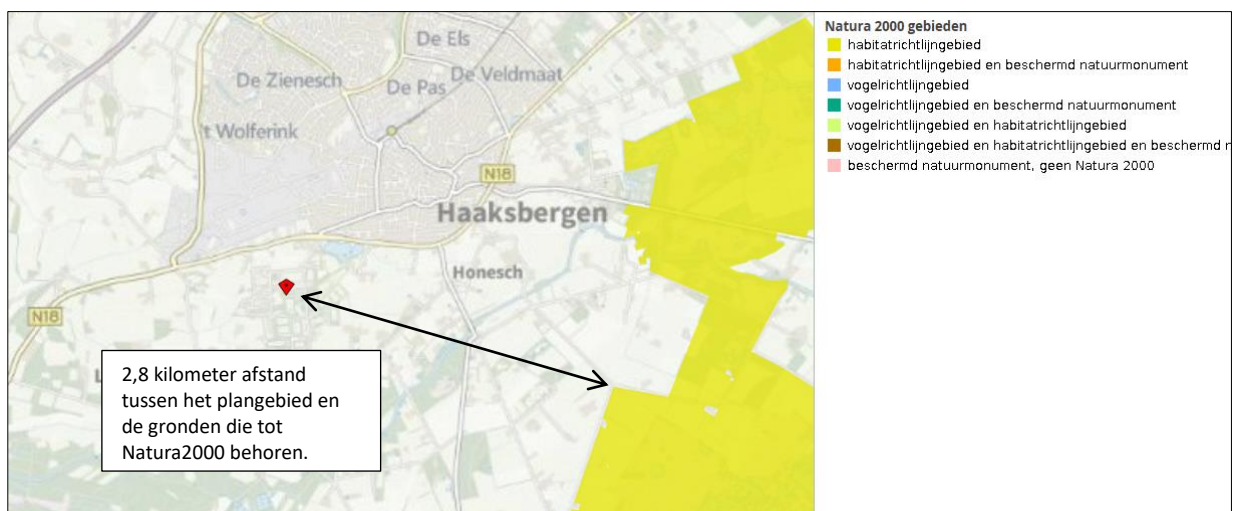 De Els
De Zienesch
De Pas
De Veldmaat
't Wolferink
N18
Haaksbergen
Honesch
N18
L
2,8 kilometer afstand
tussen het plangebied en
de gronden die tot
Natura2000 behoren.
Natura 2000 gebieden
habitatrichtlijngebied
habitatrichtlijngebied en beschermd natuurmonument
vogelrichtlijngebied
vogelrichtlijngebied en beschermd natuurmonument
vogelrichtlijngebied en habitatrichtlijngebied
vogelrichtlijngebied en habitatrichtlijngebied en beschermd n
beschermd natuurmonument, geen Natura 2000